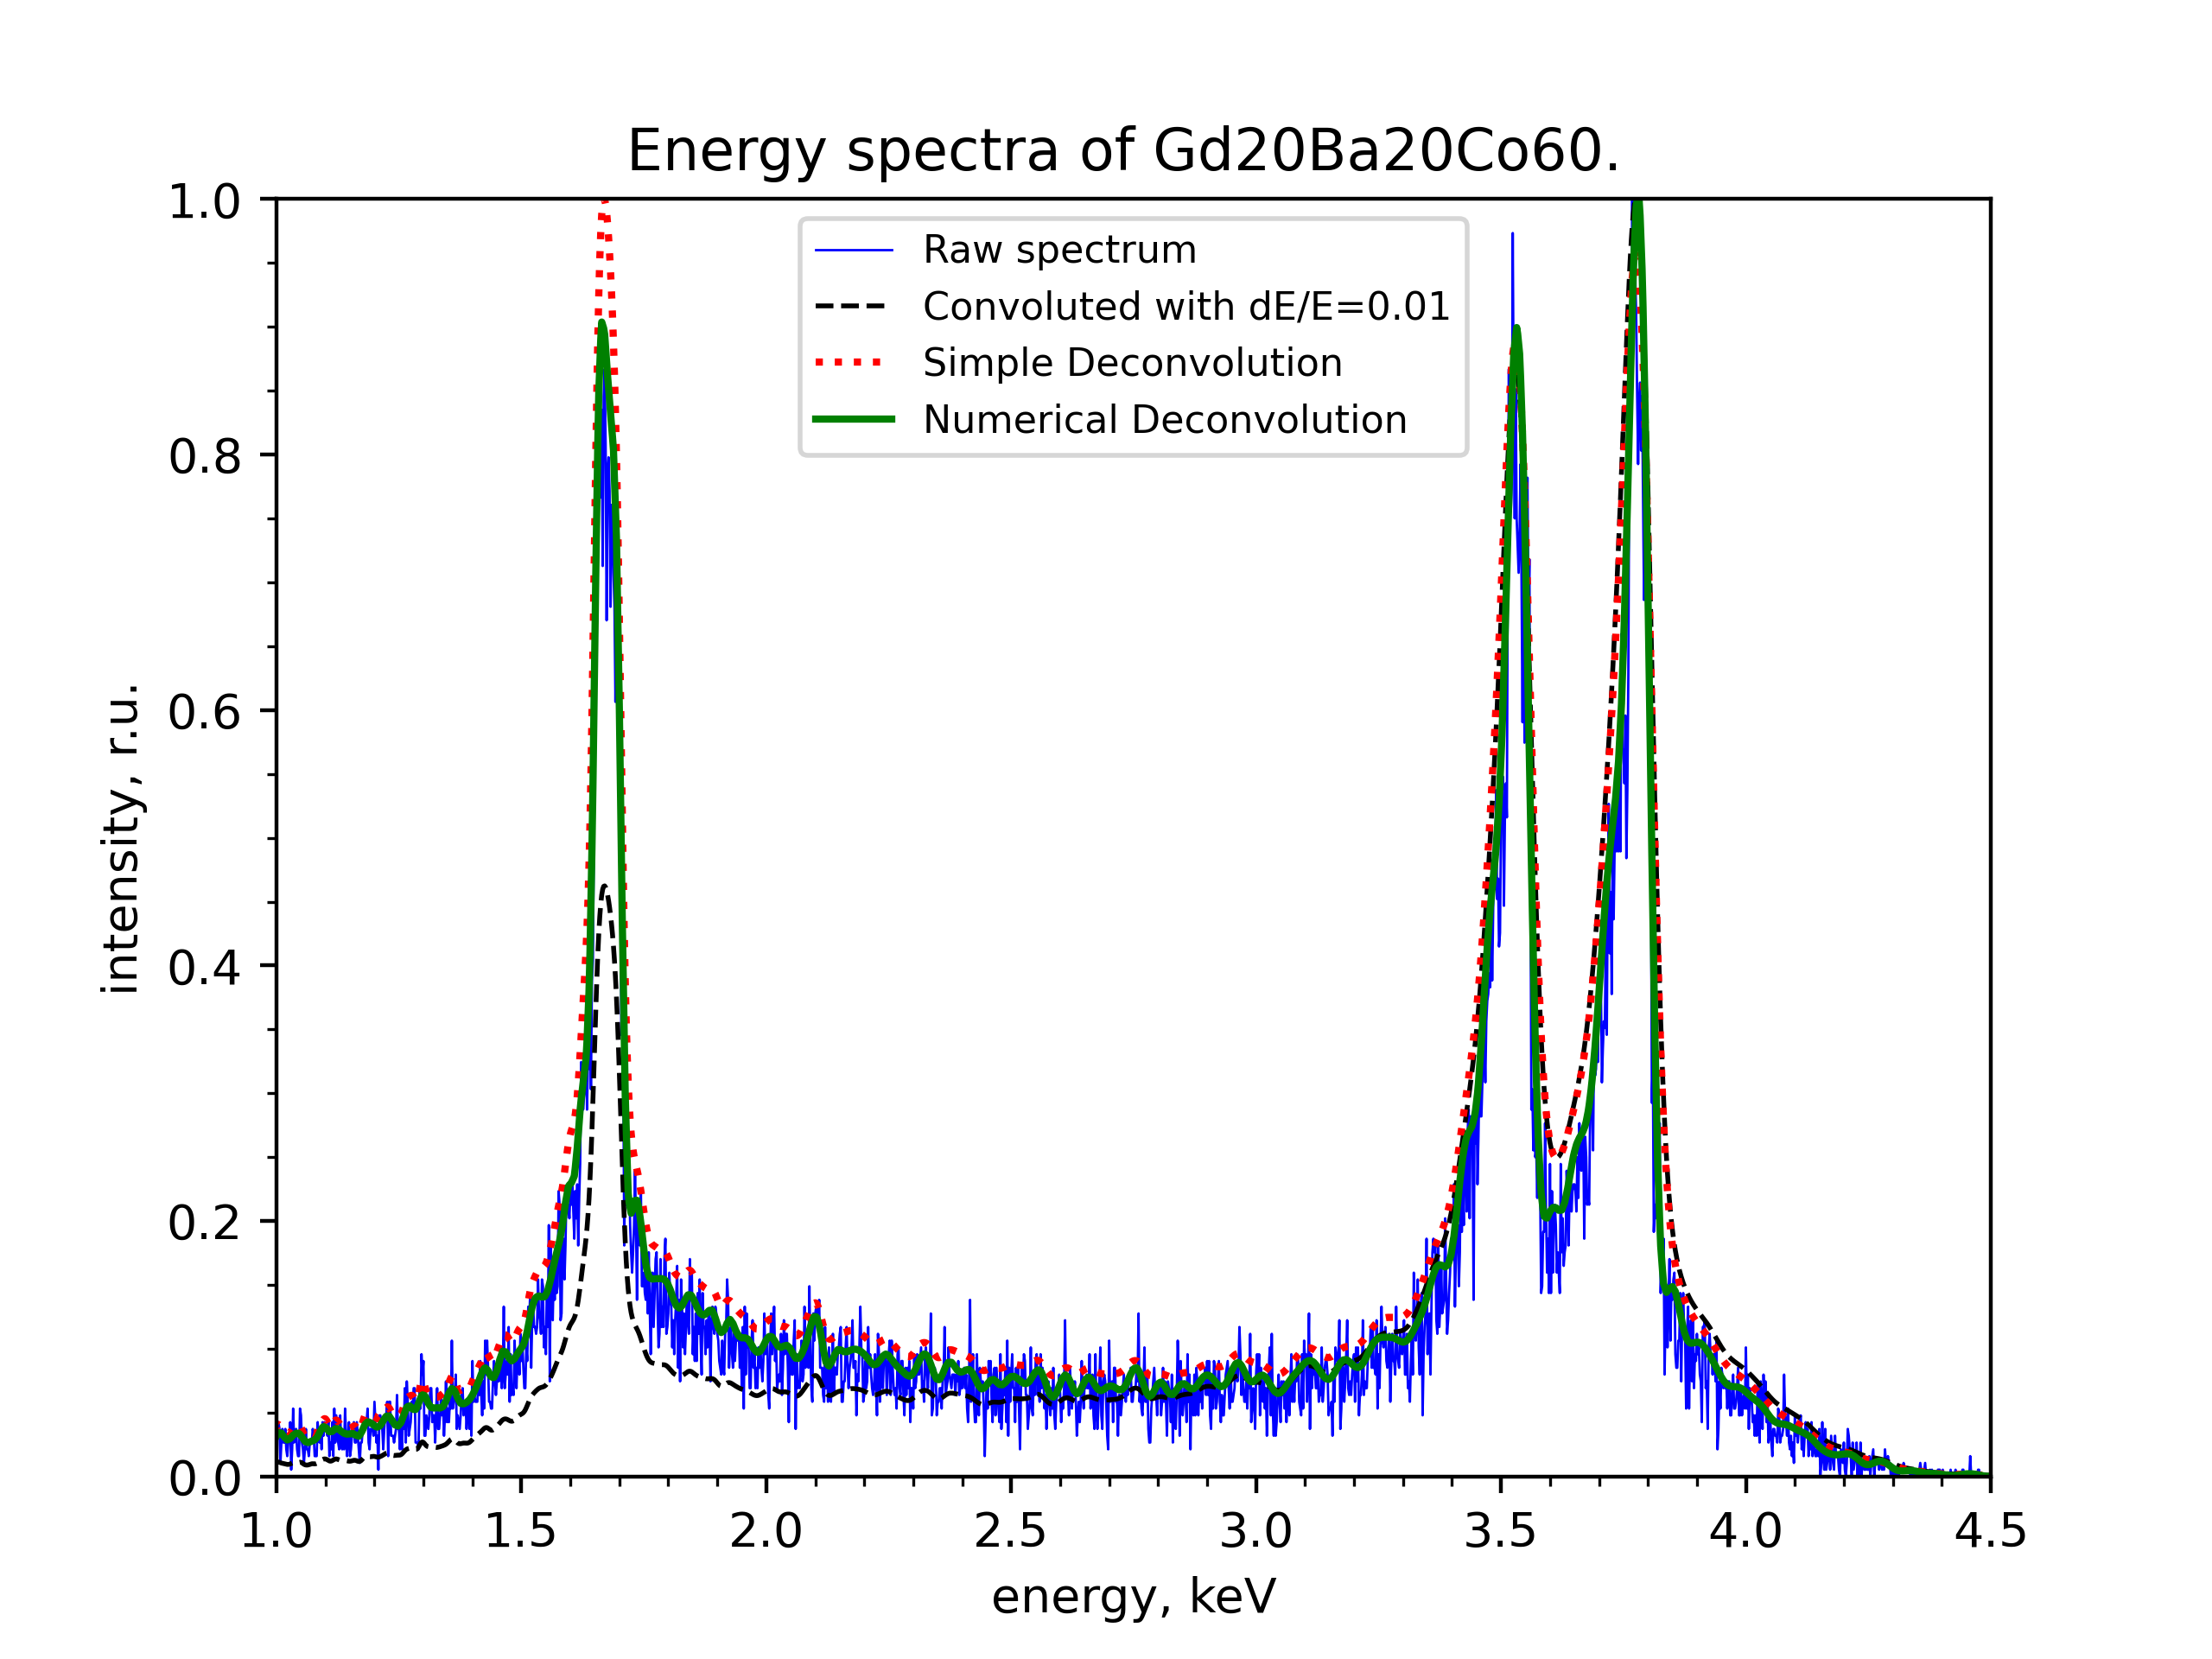 Energy spectra of Gd20Ba20Co60.
Raw spectrum
Convoluted with dE/E=0.01
Simple Deconvolution
Numerical Deconvolution
intensity, r.u.
1.0
0.8
0.6
0.4
0.2
0.0
1.0 1.5 2.0 2.5 3.0 3.5 4.0 4.5
energy, keV